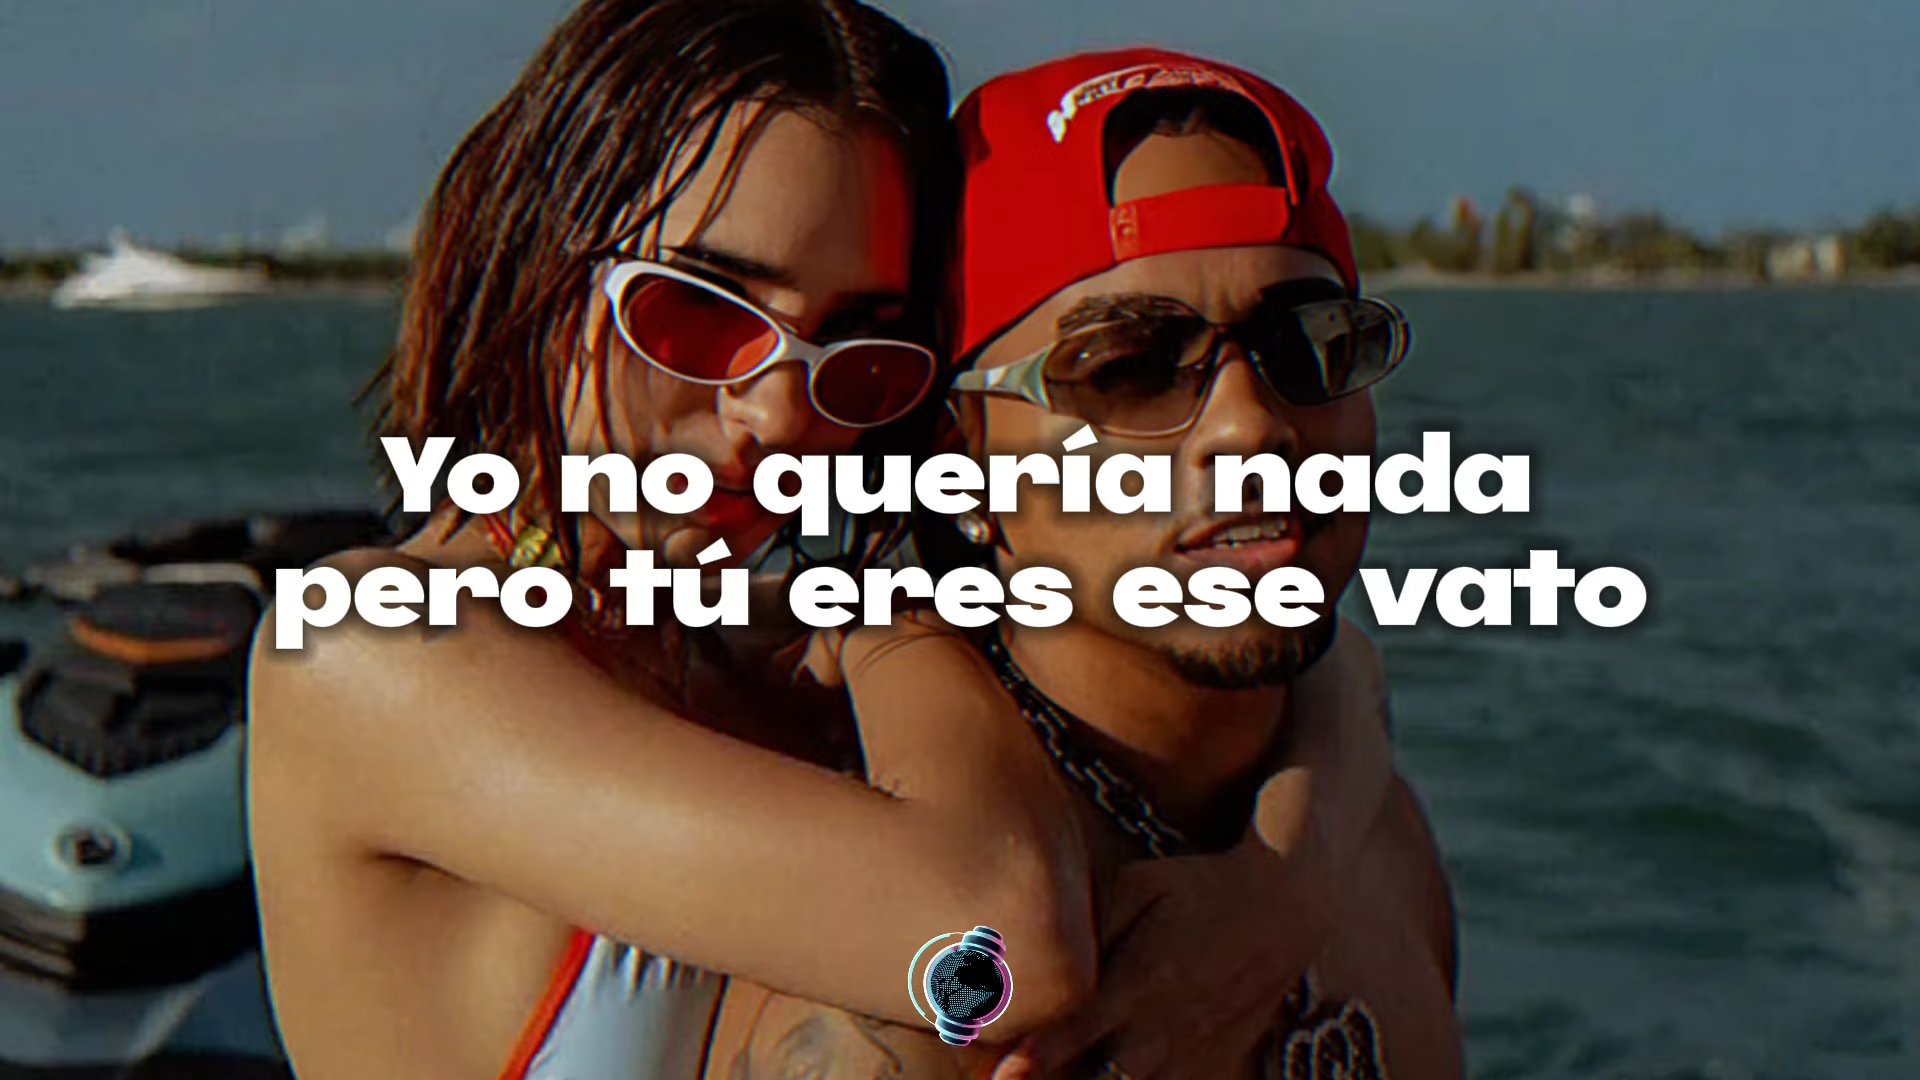 Yo no quería nada
pero tú eres ese vato